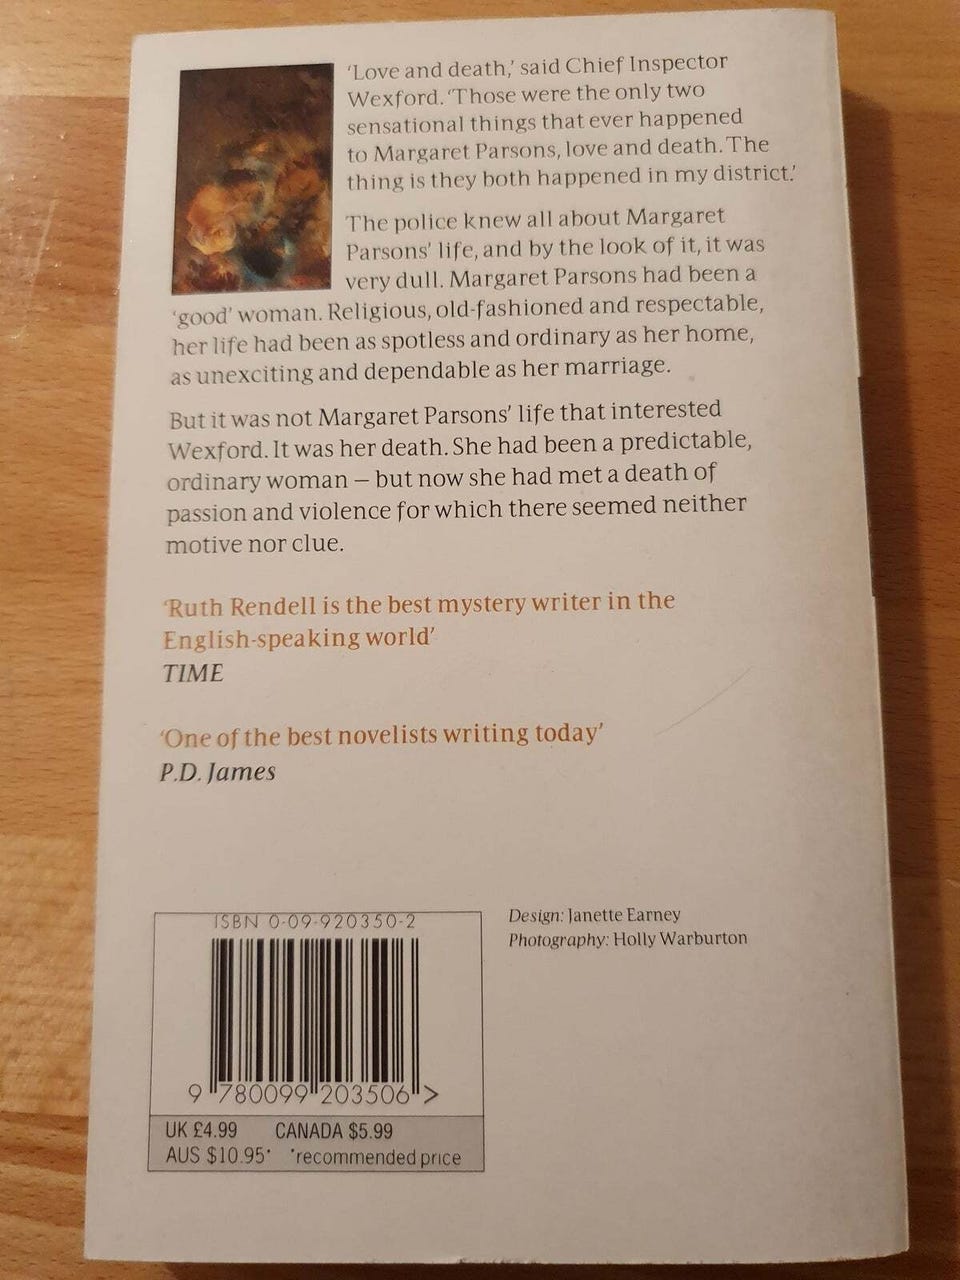 ‘Love and death,’ said Chief Inspector
Wexford. ‘Those were the only two
sensational things that ever happened
to Margaret Parsons, love and death. The
thing is they both happened in my district.’
The police knew all about Margaret
Parsons’ life, and by the look of it, it was
very dull. Margaret Parsons had been a
‘good’ woman. Religious, old-fashioned and respectable,
her life had been as spotless and ordinary as her home,
as unexciting and dependable as her marriage.
But it was not Margaret Parsons’ life that interested
Wexford. It was her death. She had been a predictable,
ordinary woman – but now she had met a death of
passion and violence for which there seemed neither
motive nor clue.
‘Ruth Rendell is the best mystery writer in the
English-speaking world’
TIME
‘One of the best novelists writing today’
P.D. James
ISBN 0-09-920350-2
9 780099 203506 >
UK £4.99 CANADA $5.99
AUS $10.95* *recommended price
Design: Janette Earney
Photography: Holly Warburton